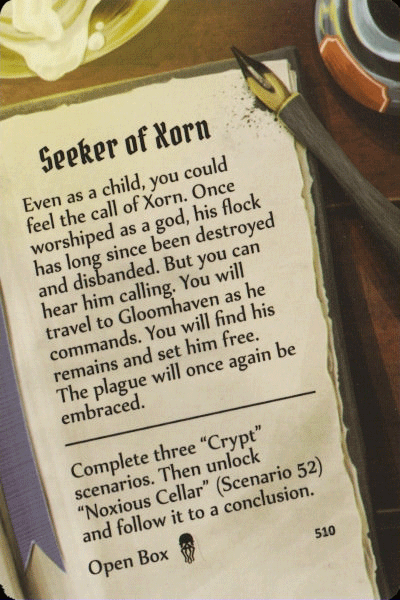 Seeker of Xorn
Even as a child, you could
feel the call of Xorn. Once
worshiped as a god, his flock
has long since been destroyed
and disbanded. But you can
hear him calling. You will
travel to Gloomhaven as he
commands. You will find his
remains and set him free.
The plague will once again be
embraced.
Complete three “Crypt”
scenarios. Then unlock
“Noxious Cellar” (Scenario 52)
and follow it to a conclusion.
Open Box
510